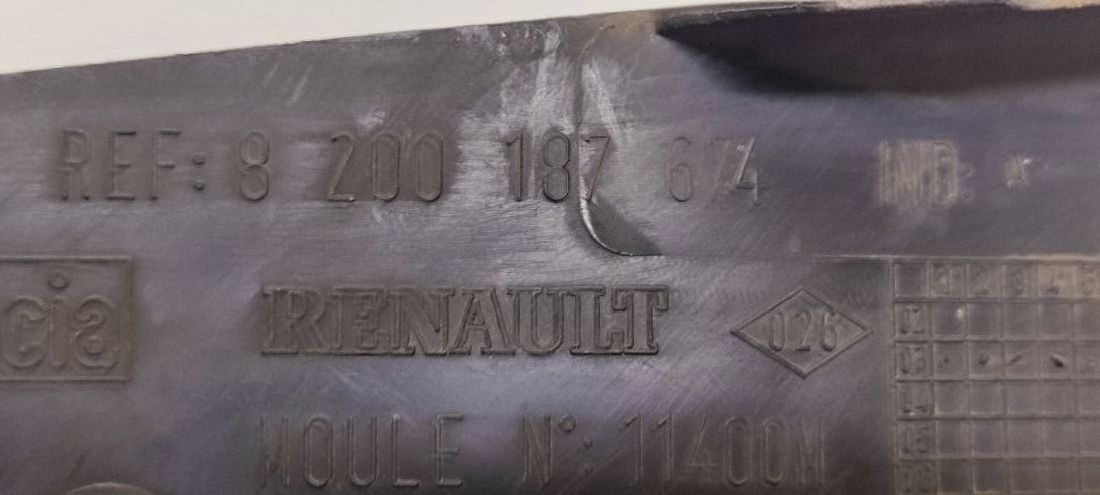 REF: 8 200 187 674
cia RENAULT 026
MOULE N°: 11400M